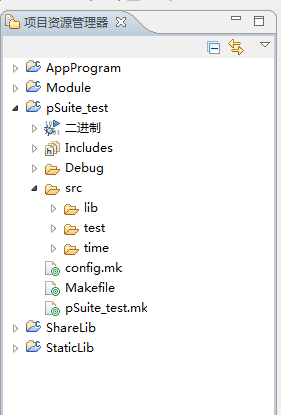 项目资源管理器
AppProgram
Module
pSuite_test
二进制
Includes
Debug
src
lib
test
time
config.mk
Makefile
pSuite_test.mk
ShareLib
StaticLib